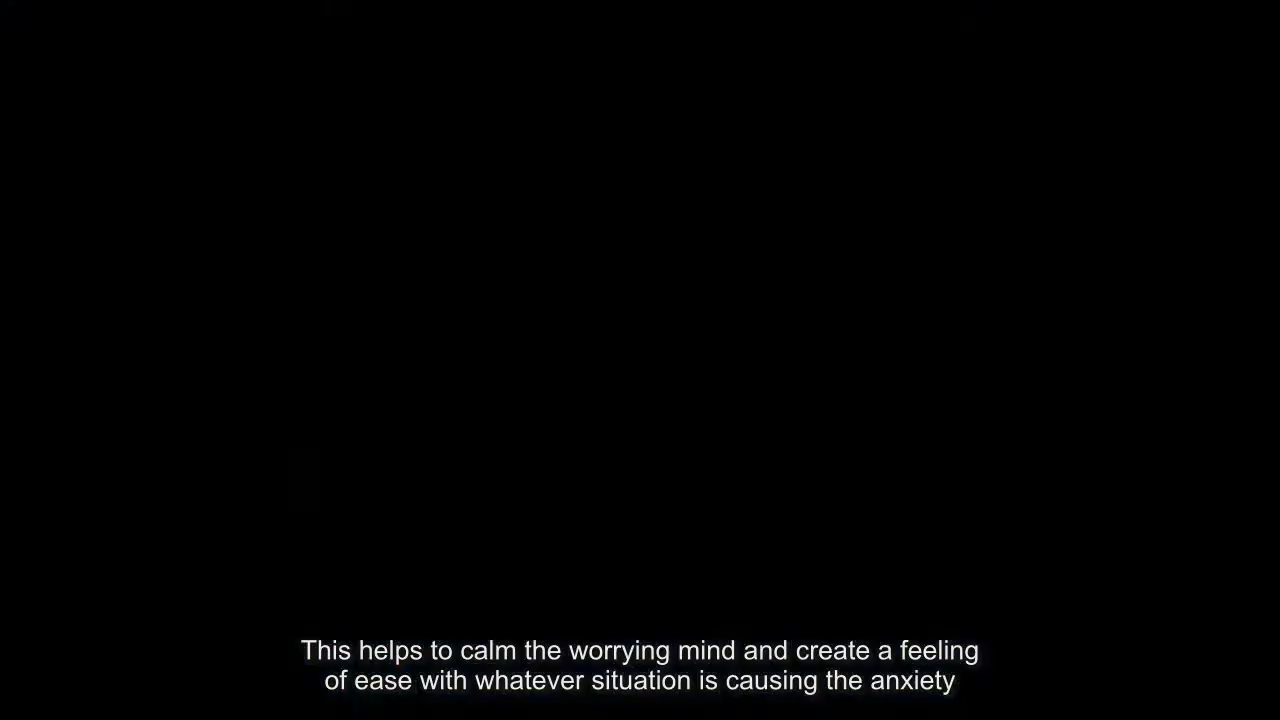 This helps to calm the worrying mind and create a feeling
of ease with whatever situation is causing the anxiety